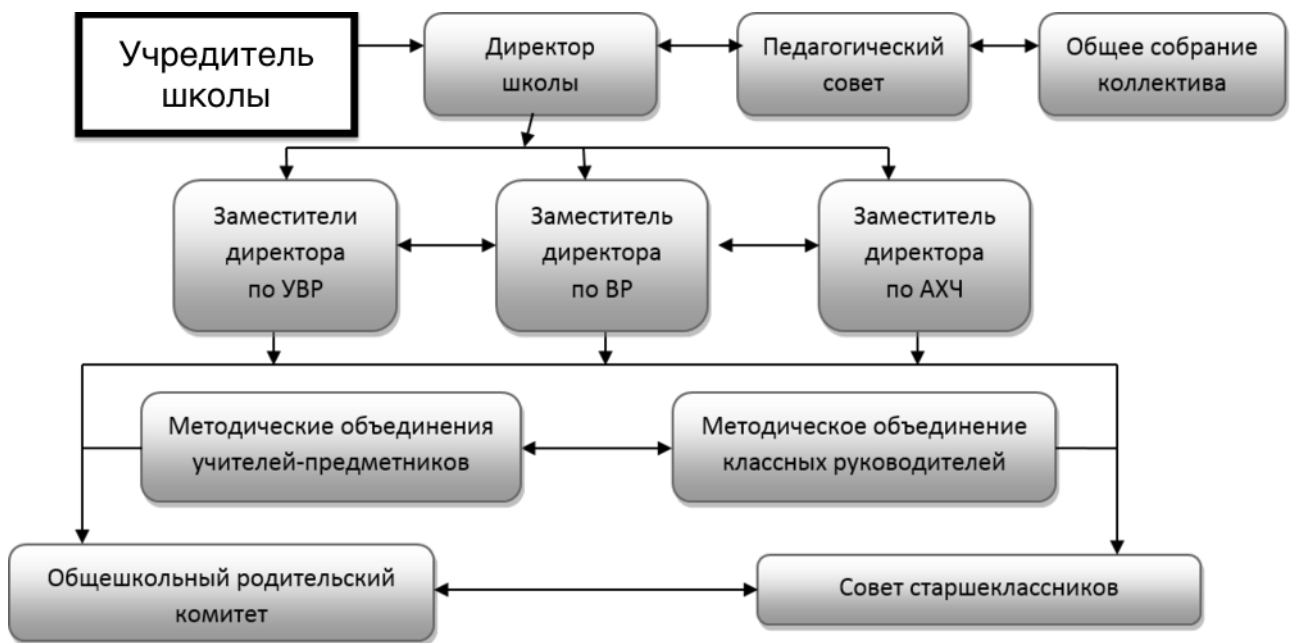 Учредитель
школы
Директор
школы
Педагогический
совет
Общее собрание
коллектива
Заместители
директора
по УВР
Заместитель
директора
по ВР
Заместитель
директора
по АХЧ
Методические объединения
учителей-предметников
Методическое объединение
классных руководителей
Общешкольный родительский
комитет
Совет старшеклассников